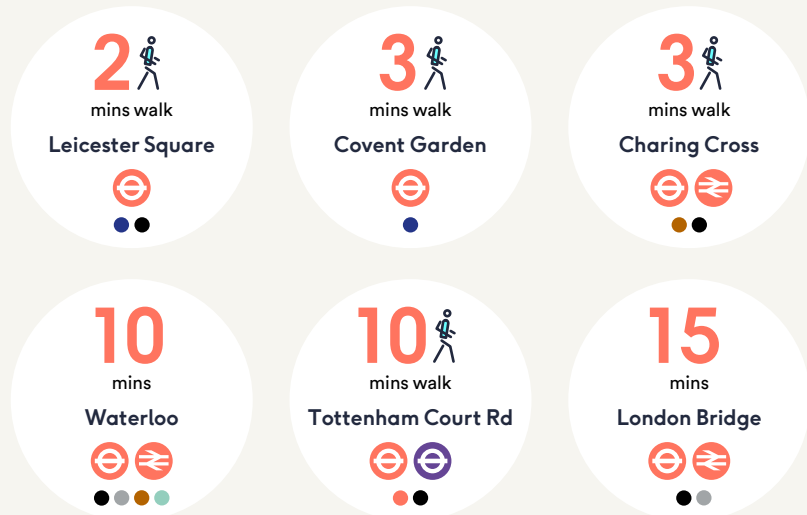 2
mins walk
Leicester Square
3
mins walk
Covent Garden
3
mins walk
Charing Cross
10
mins
Waterloo
10
mins walk
Tottenham Court Rd
15
mins
London Bridge